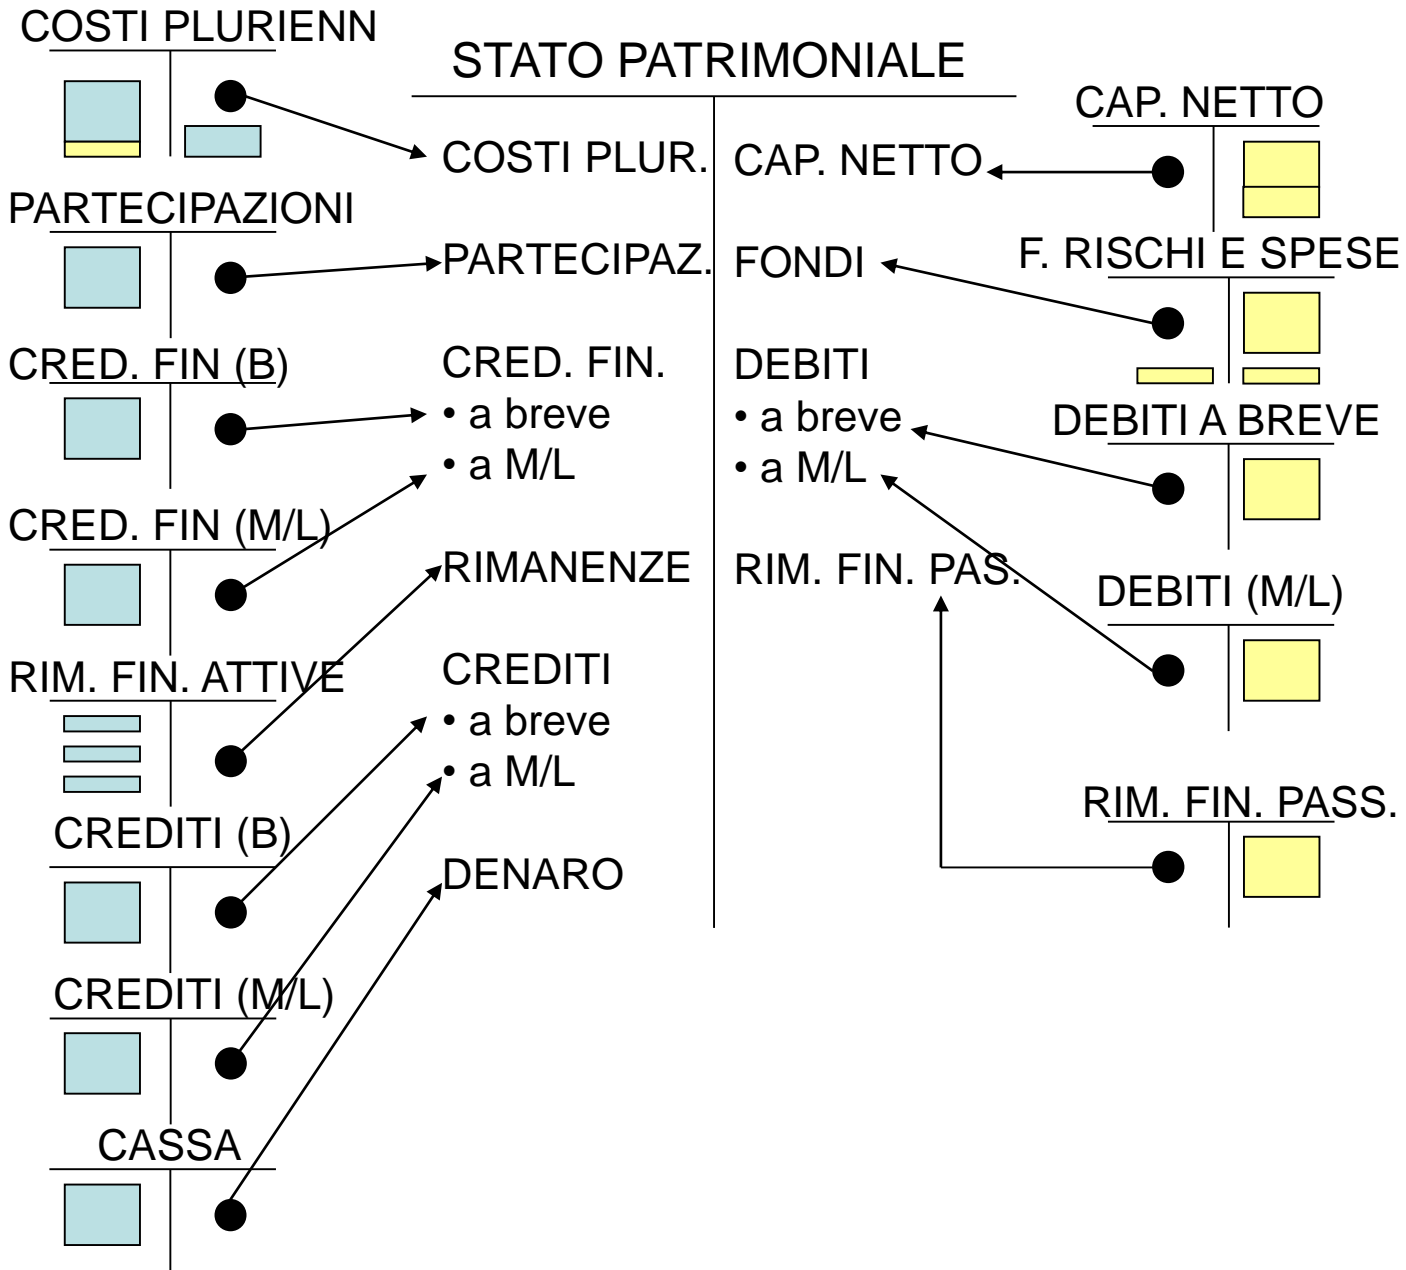 COSTI PLURIENN
PARTECIPAZIONI
CRED. FIN (B)
CRED. FIN (M/L)
RIM. FIN. ATTIVE
CREDITI (B)
CREDITI (M/L)
CASSA
STATO PATRIMONIALE
COSTI PLUR.
PARTECIPAZ.
CRED. FIN.
• a breve
• a M/L
RIMANENZE
CREDITI
• a breve
• a M/L
DENARO
CAP. NETTO
FONDI
DEBITI
• a breve
• a M/L
RIM. FIN. PAS.
CAP. NETTO
F. RISCHI E SPESE
DEBITI A BREVE
DEBITI (M/L)
RIM. FIN. PASS.